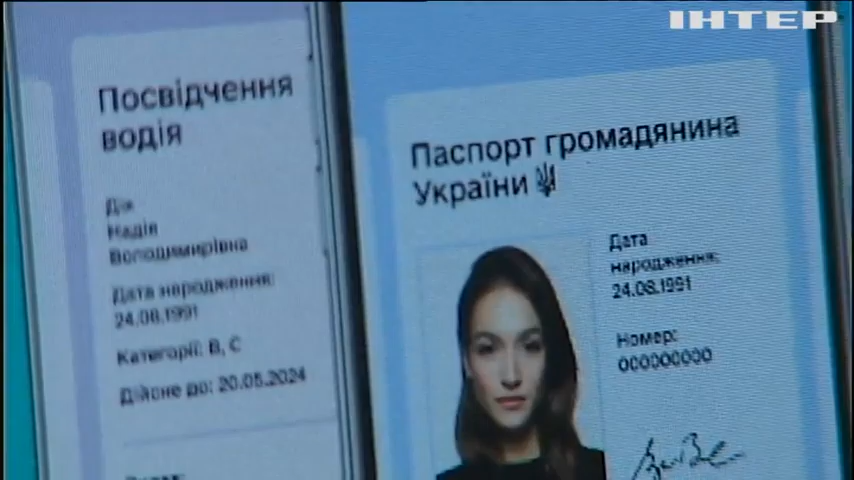 ІНТЕР
Посвідчення
водія
Дія
Надія
Володимирівна
Дата народження:
24.08.1991
Категорії: B, C
Дійсне до: 20.05.2024
Паспорт громадянина
України
Дата
народження:
24.08.1991
Номер:
000000000